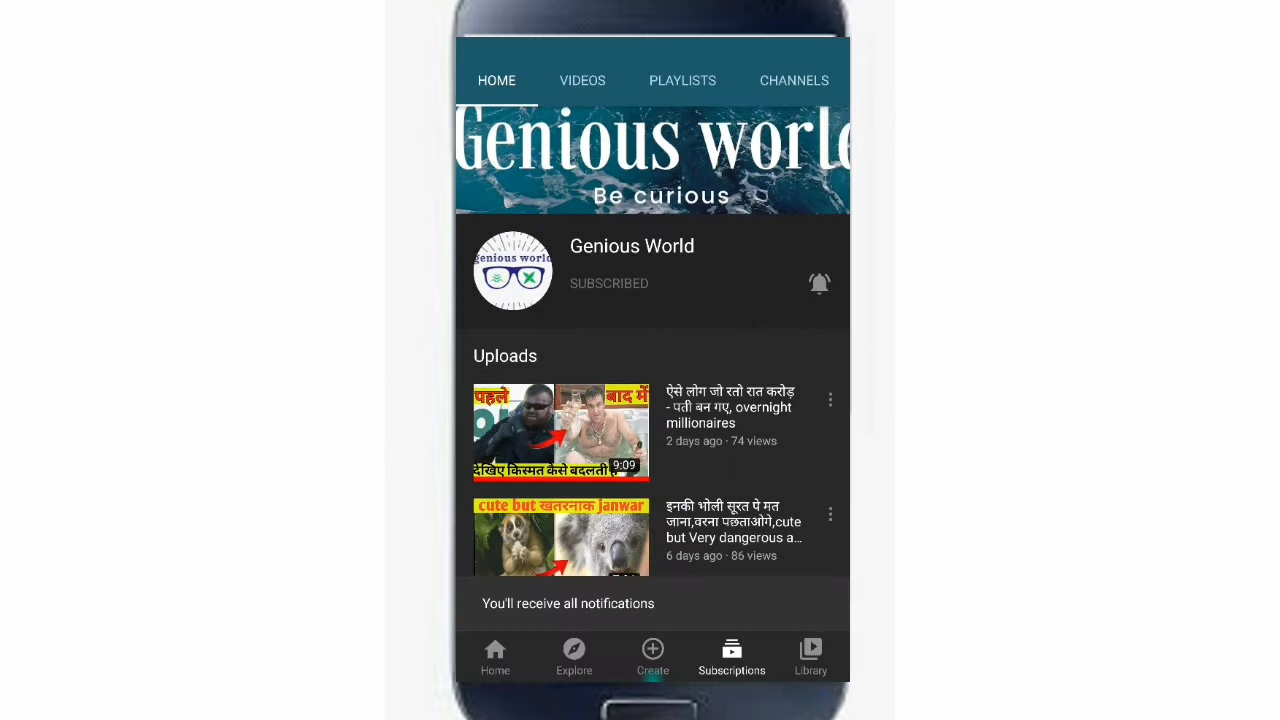 HOME VIDEOS PLAYLISTS CHANNELS
Genious world
Be curious
genious world
Genious World
SUBSCRIBED
Uploads
पहले
बाद में
देखिए किस्मत कैसे बदलती है
9:09
ऐसे लोग जो रतो रात करोड़
- पती बन गए, overnight
millionaires
2 days ago · 74 views
cute but खतरनाक janwar
इनकी भोली सूरत पे मत
जाना,वरना पछताओगे,cute
but Very dangerous a...
6 days ago · 86 views
You'll receive all notifications
Home Explore Create Subscriptions Library